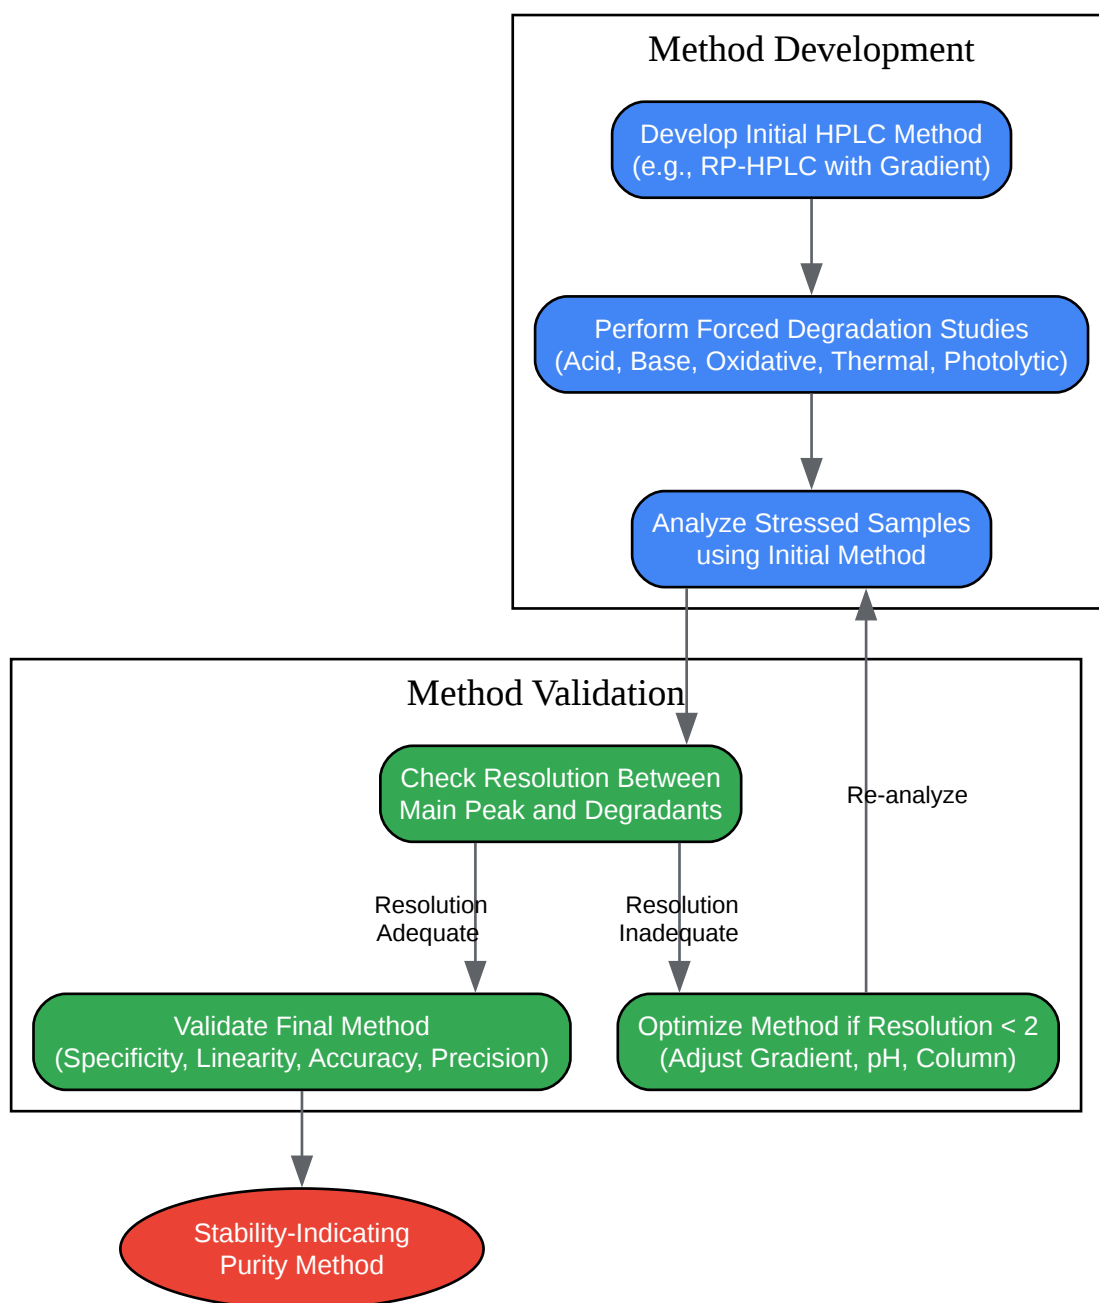 Method Development
Develop Initial HPLC Method
(e.g., RP-HPLC with Gradient)
Perform Forced Degradation Studies
(Acid, Base, Oxidative, Thermal, Photolytic)
Analyze Stressed Samples
using Initial Method
Method Validation
Check Resolution Between
Main Peak and Degradants
Re-analyze
Resolution
Adequate
Resolution
Inadequate
Validate Final Method
(Specificity, Linearity, Accuracy, Precision)
Optimize Method if Resolution < 2
(Adjust Gradient, pH, Column)
Stability-Indicating
Purity Method